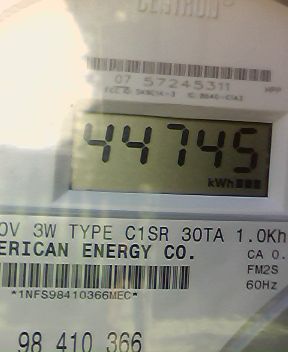 CESTRON
07 57245311
44745
kWh
0V 3W TYPE C1SR 30TA 1.0Kh
ERICAN ENERGY CO.
CA 0.
FM2S
*1NFS98410366MEC*
60Hz
98 410 366